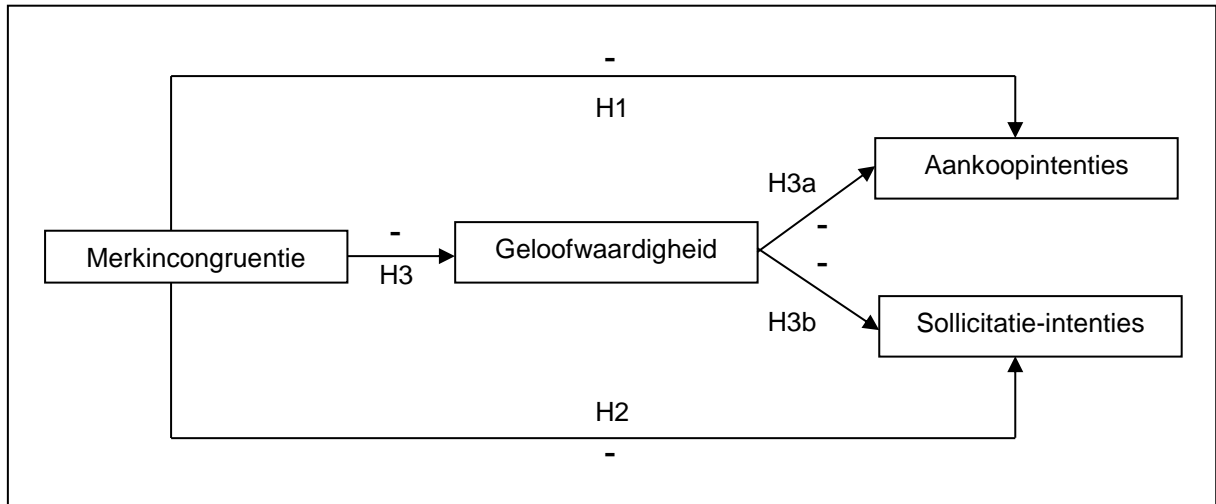 -
H1
Aankoopintenties
H3a
-
Merkincongruentie
-
H3
Geloofwaardigheid
-
H3b
Sollicitatie-intenties
H2
-